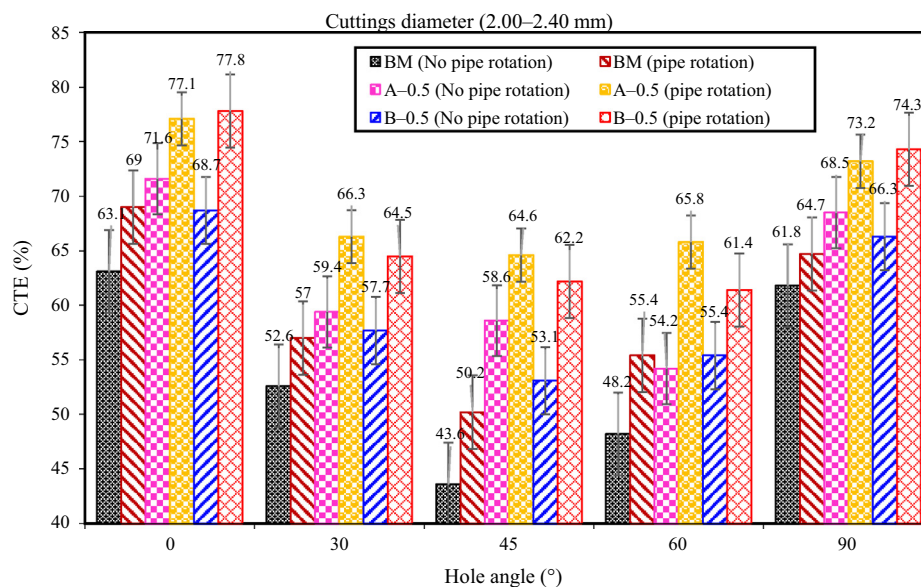 Cuttings diameter (2.00–2.40 mm)
85
80
75
70
65
60
55
50
45
40
CTE (%)
BM (No pipe rotation) BM (pipe rotation)
A–0.5 (No pipe rotation) A–0.5 (pipe rotation)
B–0.5 (No pipe rotation) B–0.5 (pipe rotation)
63. 69 71.6 77.1 68.7 77.8
52.6 57 59.4 66.3 57.7 64.5
43.6 50.2 58.6 64.6 53.1 62.2
48.2 55.4 54.2 65.8 55.4 61.4
61.8 64.7 68.5 73.2 66.3 74.3
0 30 45 60 90
Hole angle (°)